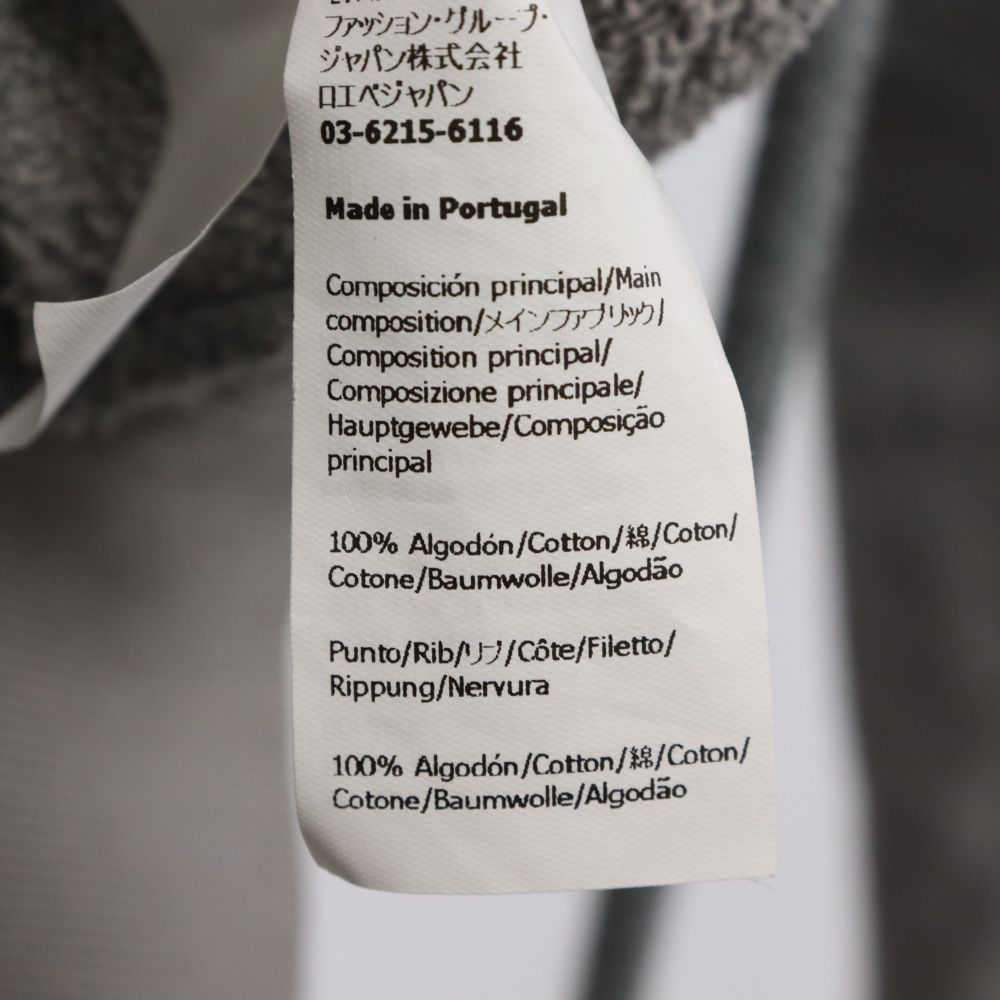 ファッション・グループ・
ジャパン株式会社
ロエベジャパン
03-6215-6116
Made in Portugal
Composición principal/Main
composition/メインファブリック/
Composition principal/
Composizione principale/
Hauptgewebe/Composição
principal
100% Algodón/Cotton/綿/Coton/
Cotone/Baumwolle/Algodão
Punto/Rib/リブ/Côte/Filetto/
Rippung/Nervura
100% Algodón/Cotton/綿/Coton/
Cotone/Baumwolle/Algodão